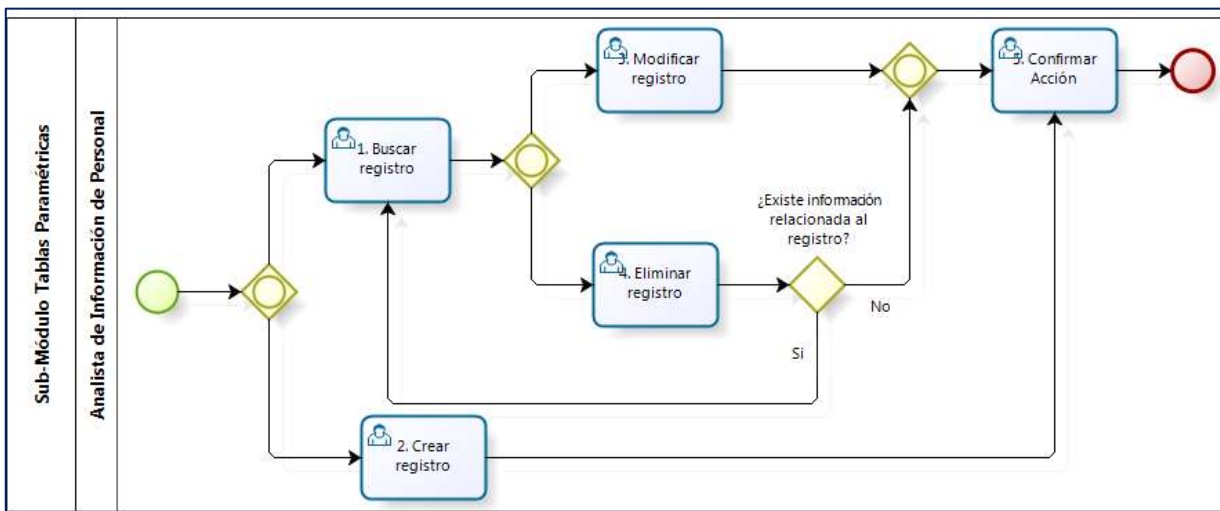 Sub-Módulo Tablas Paramétricas
Analista de Información de Personal
1. Buscar
registro
2. Crear
registro
3. Modificar
registro
4. Eliminar
registro
¿Existe información
relacionada al
registro?
No
Si
5. Confirmar
Acción